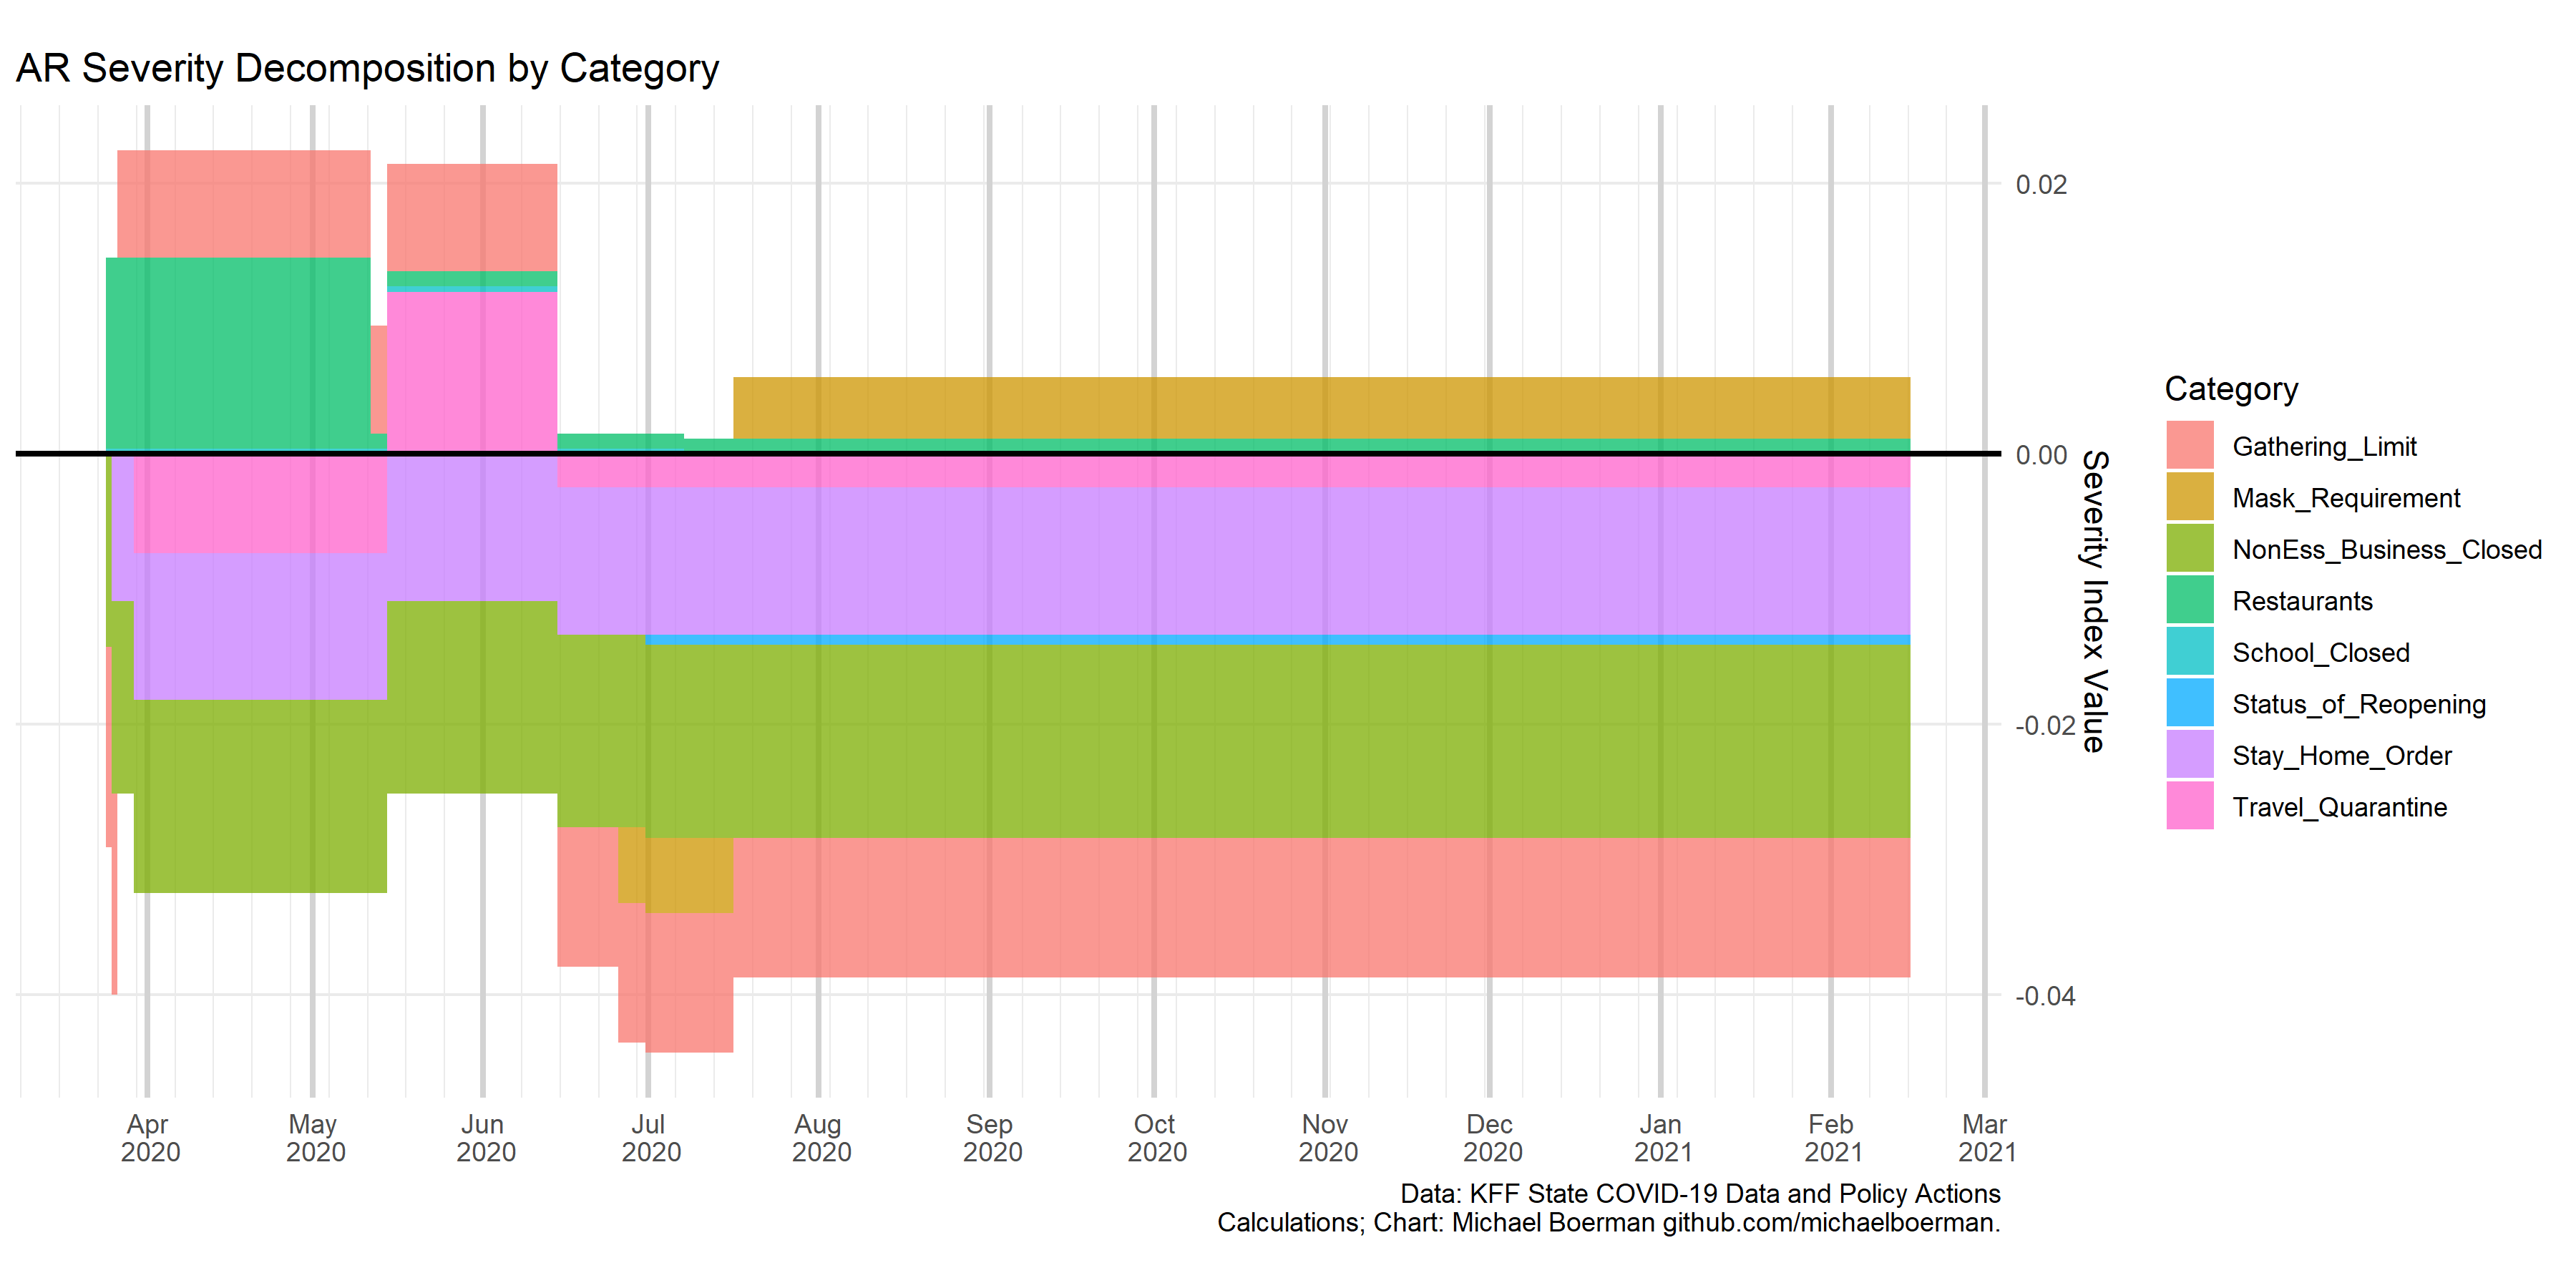 AR Severity Decomposition by Category
0.02
0.00
-0.02
-0.04
Severity Index Value
Category
Gathering_Limit
Mask_Requirement
NonEss_Business_Closed
Restaurants
School_Closed
Status_of_Reopening
Stay_Home_Order
Travel_Quarantine
Apr May Jun Jul Aug Sep Oct Nov Dec Jan Feb Mar
2020 2020 2020 2020 2020 2020 2020 2020 2020 2021 2021 2021
Data: KFF State COVID-19 Data and Policy Actions
Calculations; Chart: Michael Boerman github.com/michaelboerman.